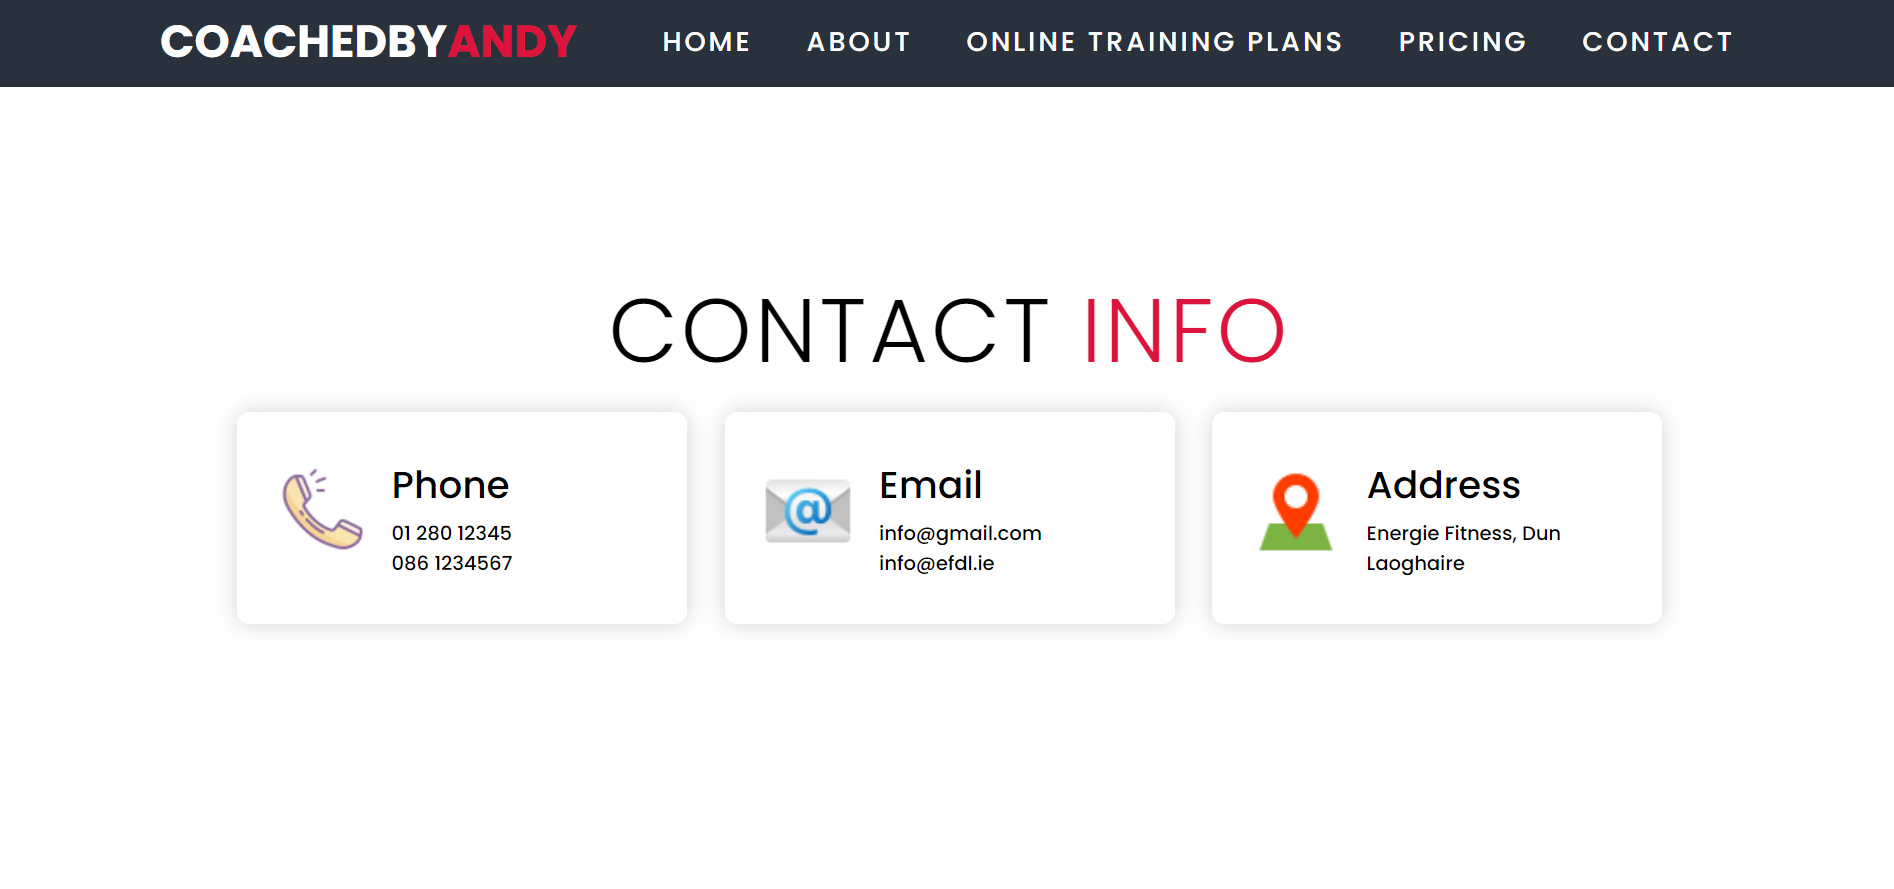 COACHEDBYANDY HOME ABOUT ONLINE TRAINING PLANS PRICING CONTACT
CONTACT INFO
Phone
01 280 12345
086 1234567
@
Email
info@gmail.com
info@efdl.ie
Address
Energie Fitness, Dun
Laoghaire